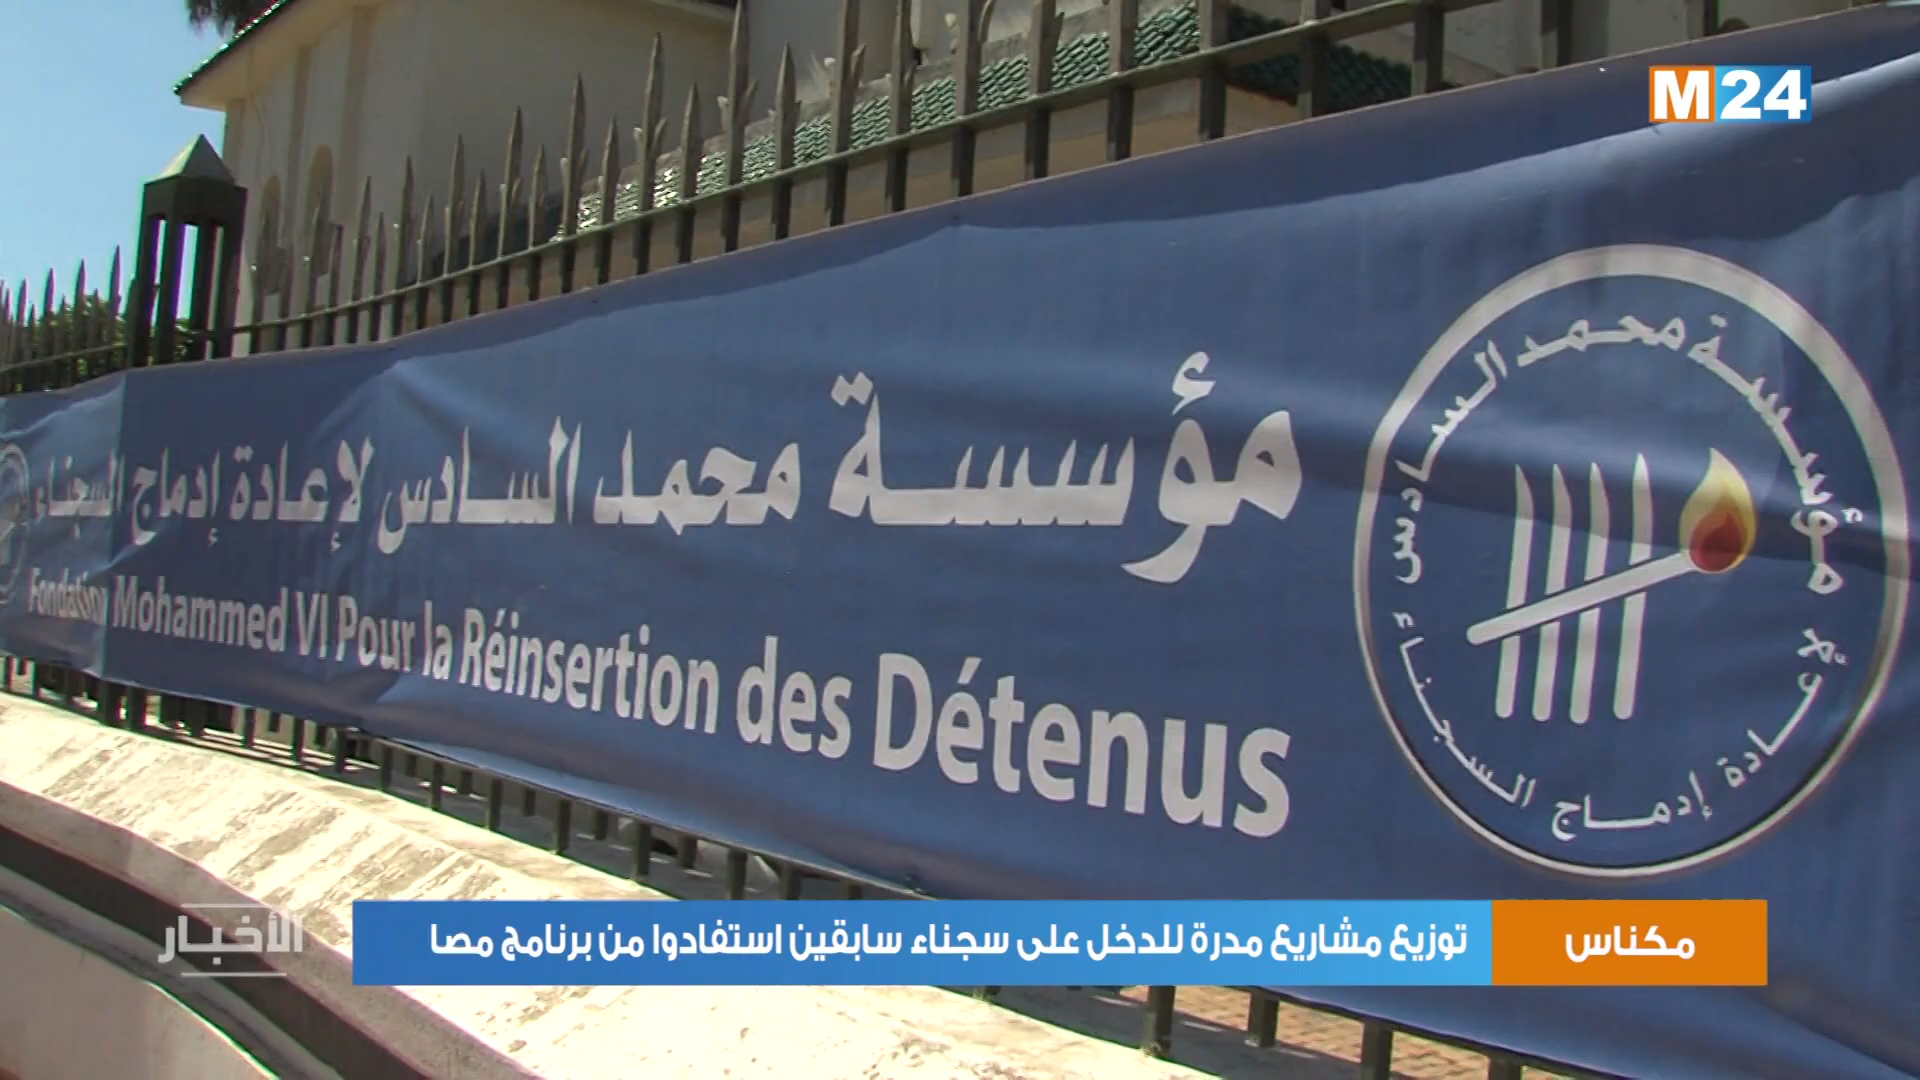 M24
مؤسسة محمد السادس لإعادة إدماج السجناء
Fondation Mohammed VI Pour la Réinsertion des Détenus
مؤسسة محمد السادس
لإعادة إدماج السجناء
مكناس
توزيع مشاريع مدرة للدخل على سجناء سابقين استفادوا من برنامج مصا
الأخبار